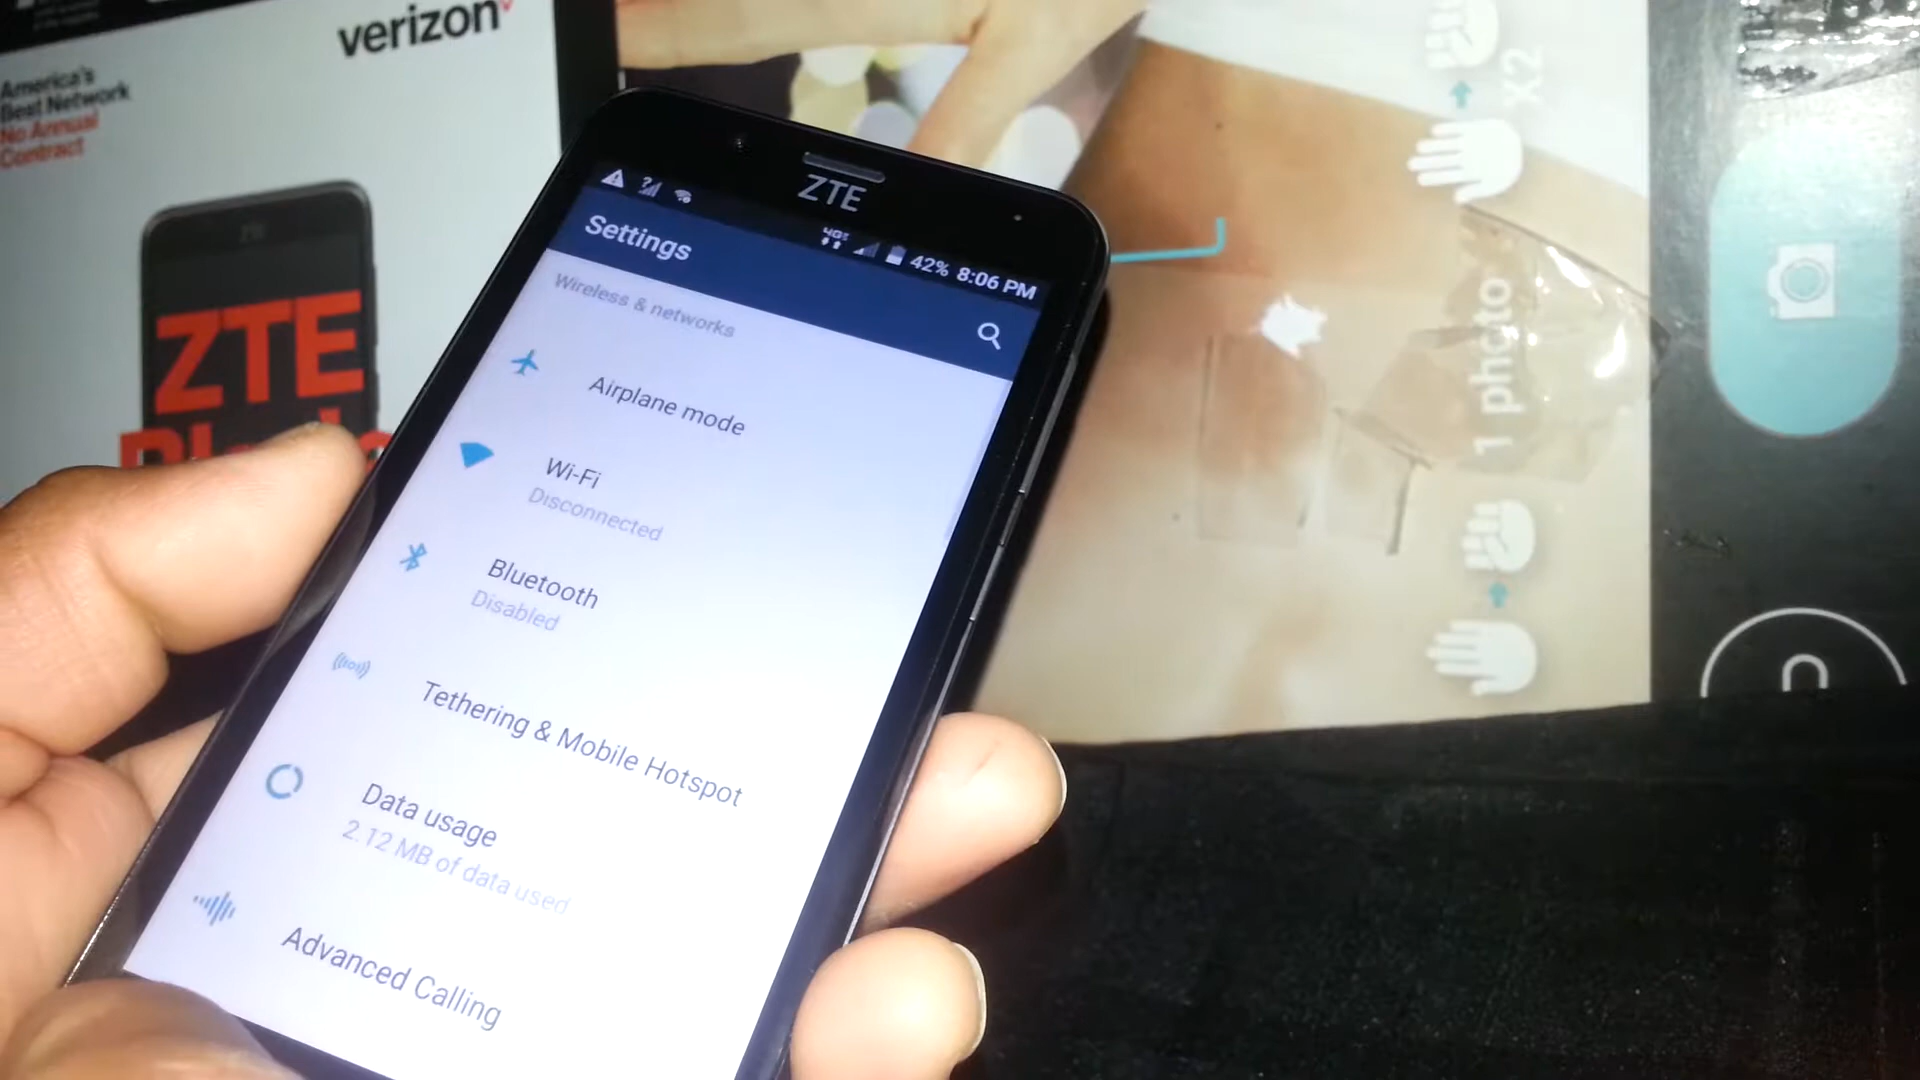 verizon
America's
Best Network
No Annual
Contract
ZTE
ZTE
4G
42% 8:06 PM
Settings
Wireless & networks
Airplane mode
Wi-Fi
Disconnected
Bluetooth
Disabled
Tethering & Mobile Hotspot
Data usage
2.12 MB of data used
Advanced Calling
X2
1 photo